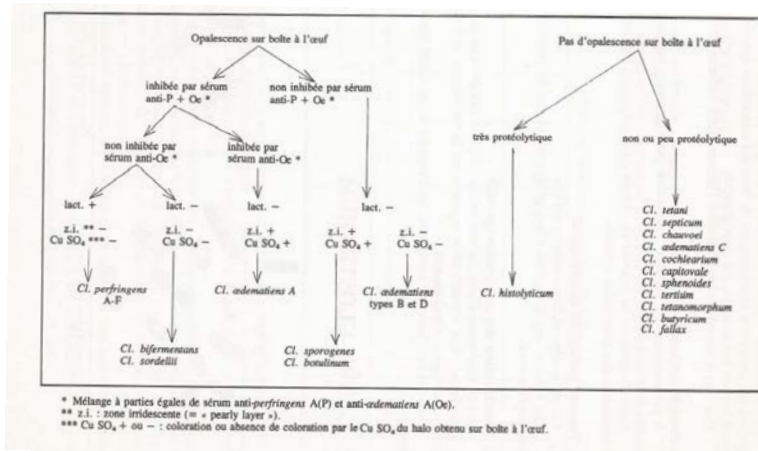 Opalescence sur boîte à l'œuf
Pas d'opalescence sur boîte à l'œuf
inhibée par sérum
anti-P + Oe *
non inhibée par sérum
anti-P + Oe *
très protéolytique
non ou peu protéolytique
non inhibée par
sérum anti-Oe *
inhibée par
sérum anti-Oe *
lact. +
lact. −
lact. −
lact. −
z.i. ** −
Cu SO₄ *** −
z.i. −
Cu SO₄ −
z.i. +
Cu SO₄ +
z.i. +
Cu SO₄ +
z.i. −
Cu SO₄ −
Cl. perfringens
A-F
Cl. œdematiens A
Cl. œdematiens
types B et D
Cl. histolyticum
Cl. tetani
Cl. septicum
Cl. chauvoei
Cl. œdematiens C
Cl. cochlearium
Cl. capitovale
Cl. sphenoides
Cl. tertium
Cl. tetanomorphum
Cl. butyricum
Cl. fallax
Cl. bifermentans
Cl. sordellii
Cl. sporogenes
Cl. botulinum
* Mélange à parties égales de sérum anti-perfringens A(P) et anti-œdematiens A(Oe).
** z.i. : zone irridescente (= « pearly layer »).
*** Cu SO₄ + ou − : coloration ou absence de coloration par le Cu SO₄ du halo obtenu sur boîte à l'œuf.